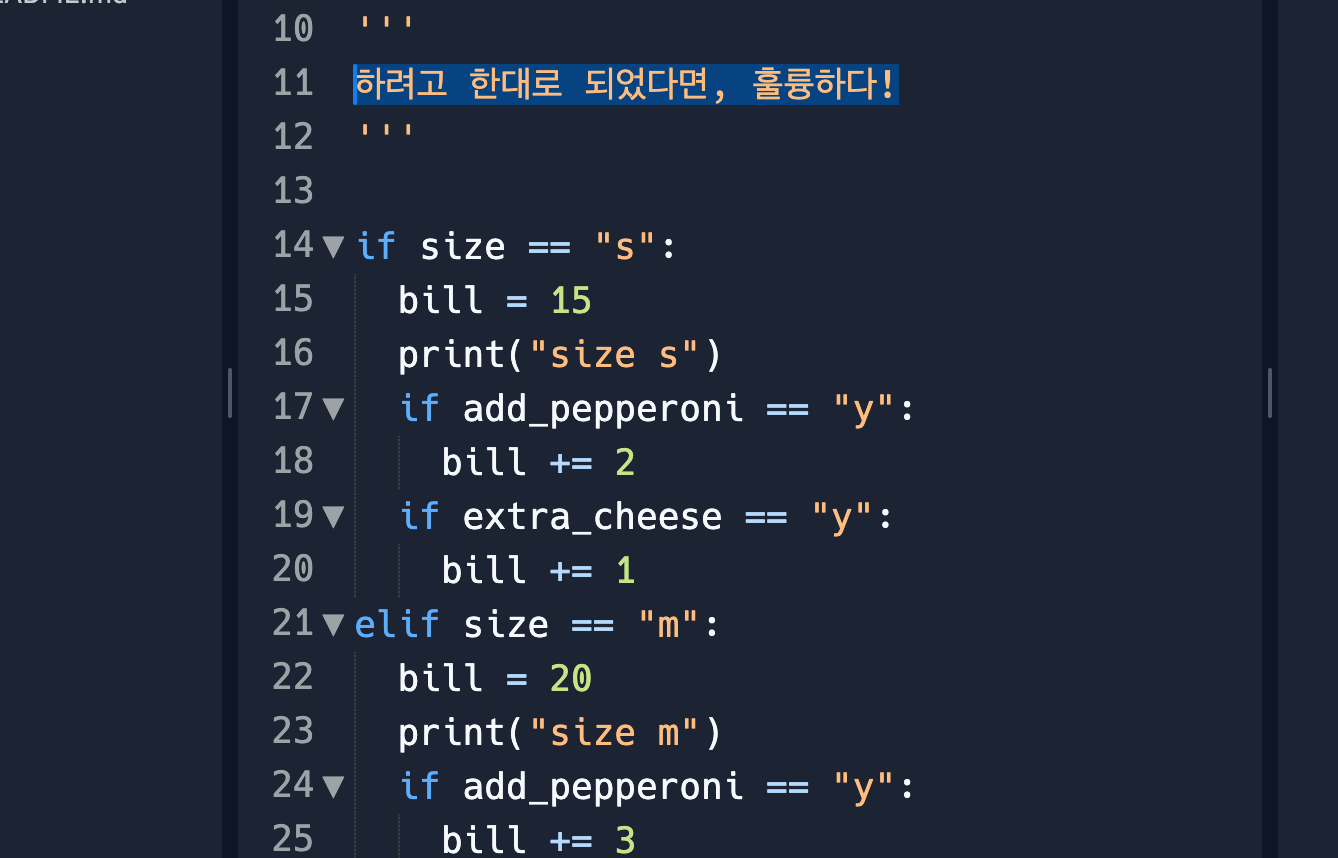 10 '''
11 하려고 한대로 되었다면, 훌륭하다!
12 '''
13
14 if size == "s":
15 bill = 15
16 print("size s")
17 if add_pepperoni == "y":
18 bill += 2
19 if extra_cheese == "y":
20 bill += 1
21 elif size == "m":
22 bill = 20
23 print("size m")
24 if add_pepperoni == "y":
25 bill += 3